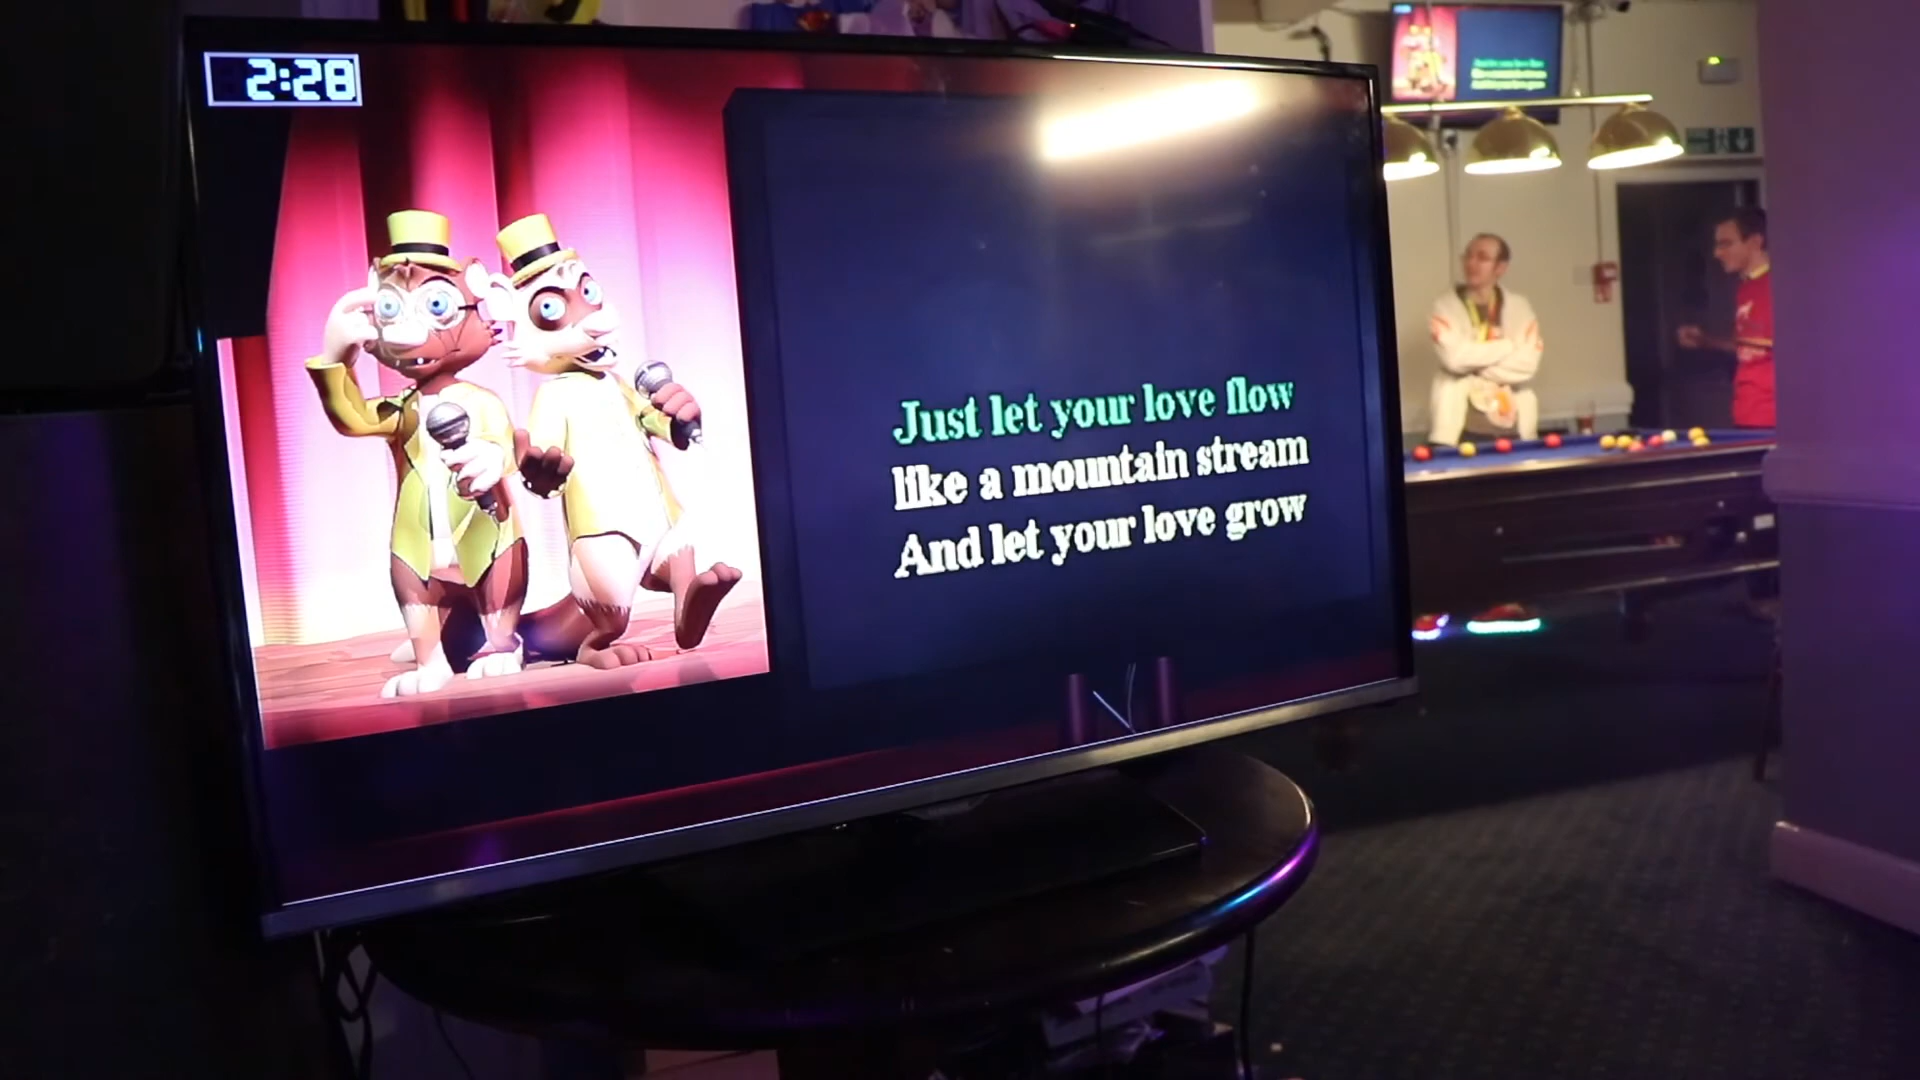 2:28
Just let your love flow
like a mountain stream
And let your love grow